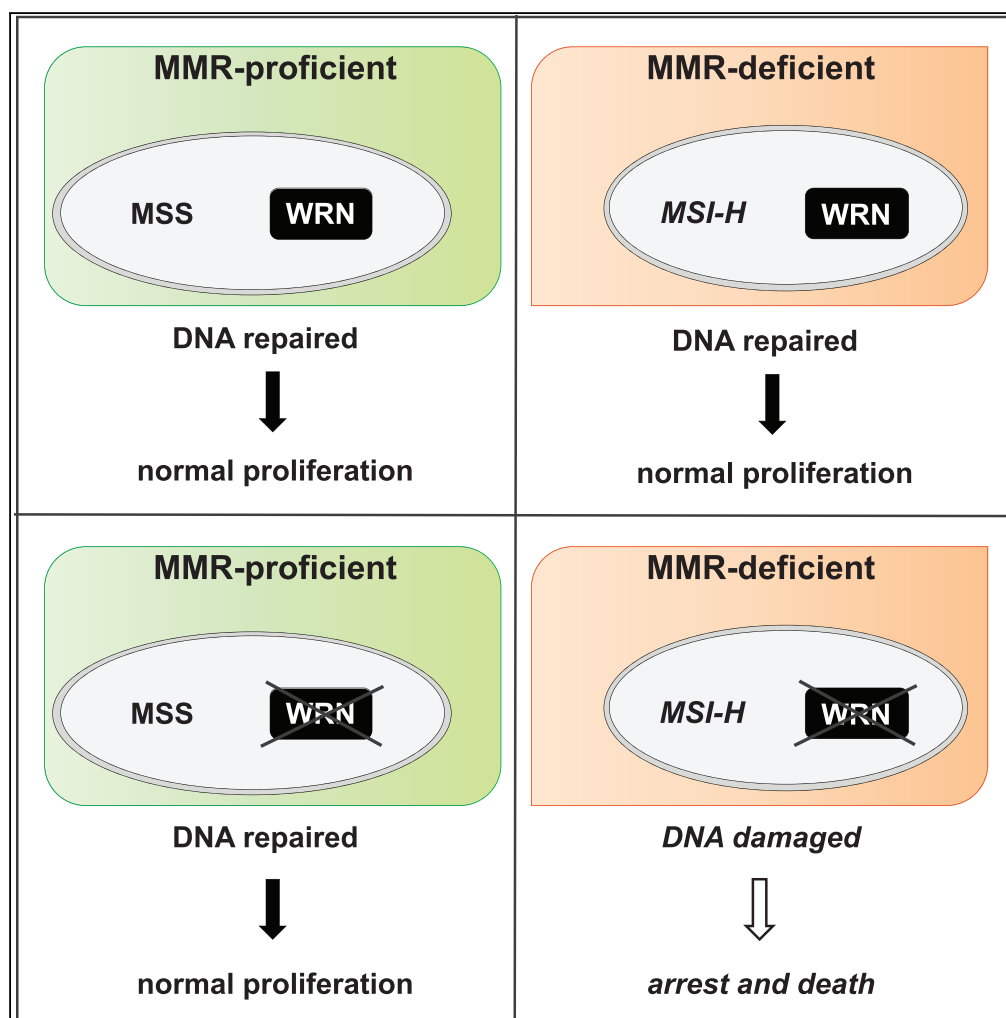 MMR-proficient
MSS WRN
DNA repaired
normal proliferation
MMR-deficient
MSI-H WRN
DNA repaired
normal proliferation
MMR-proficient
MSS WRN
DNA repaired
normal proliferation
MMR-deficient
MSI-H WRN
DNA damaged
arrest and death